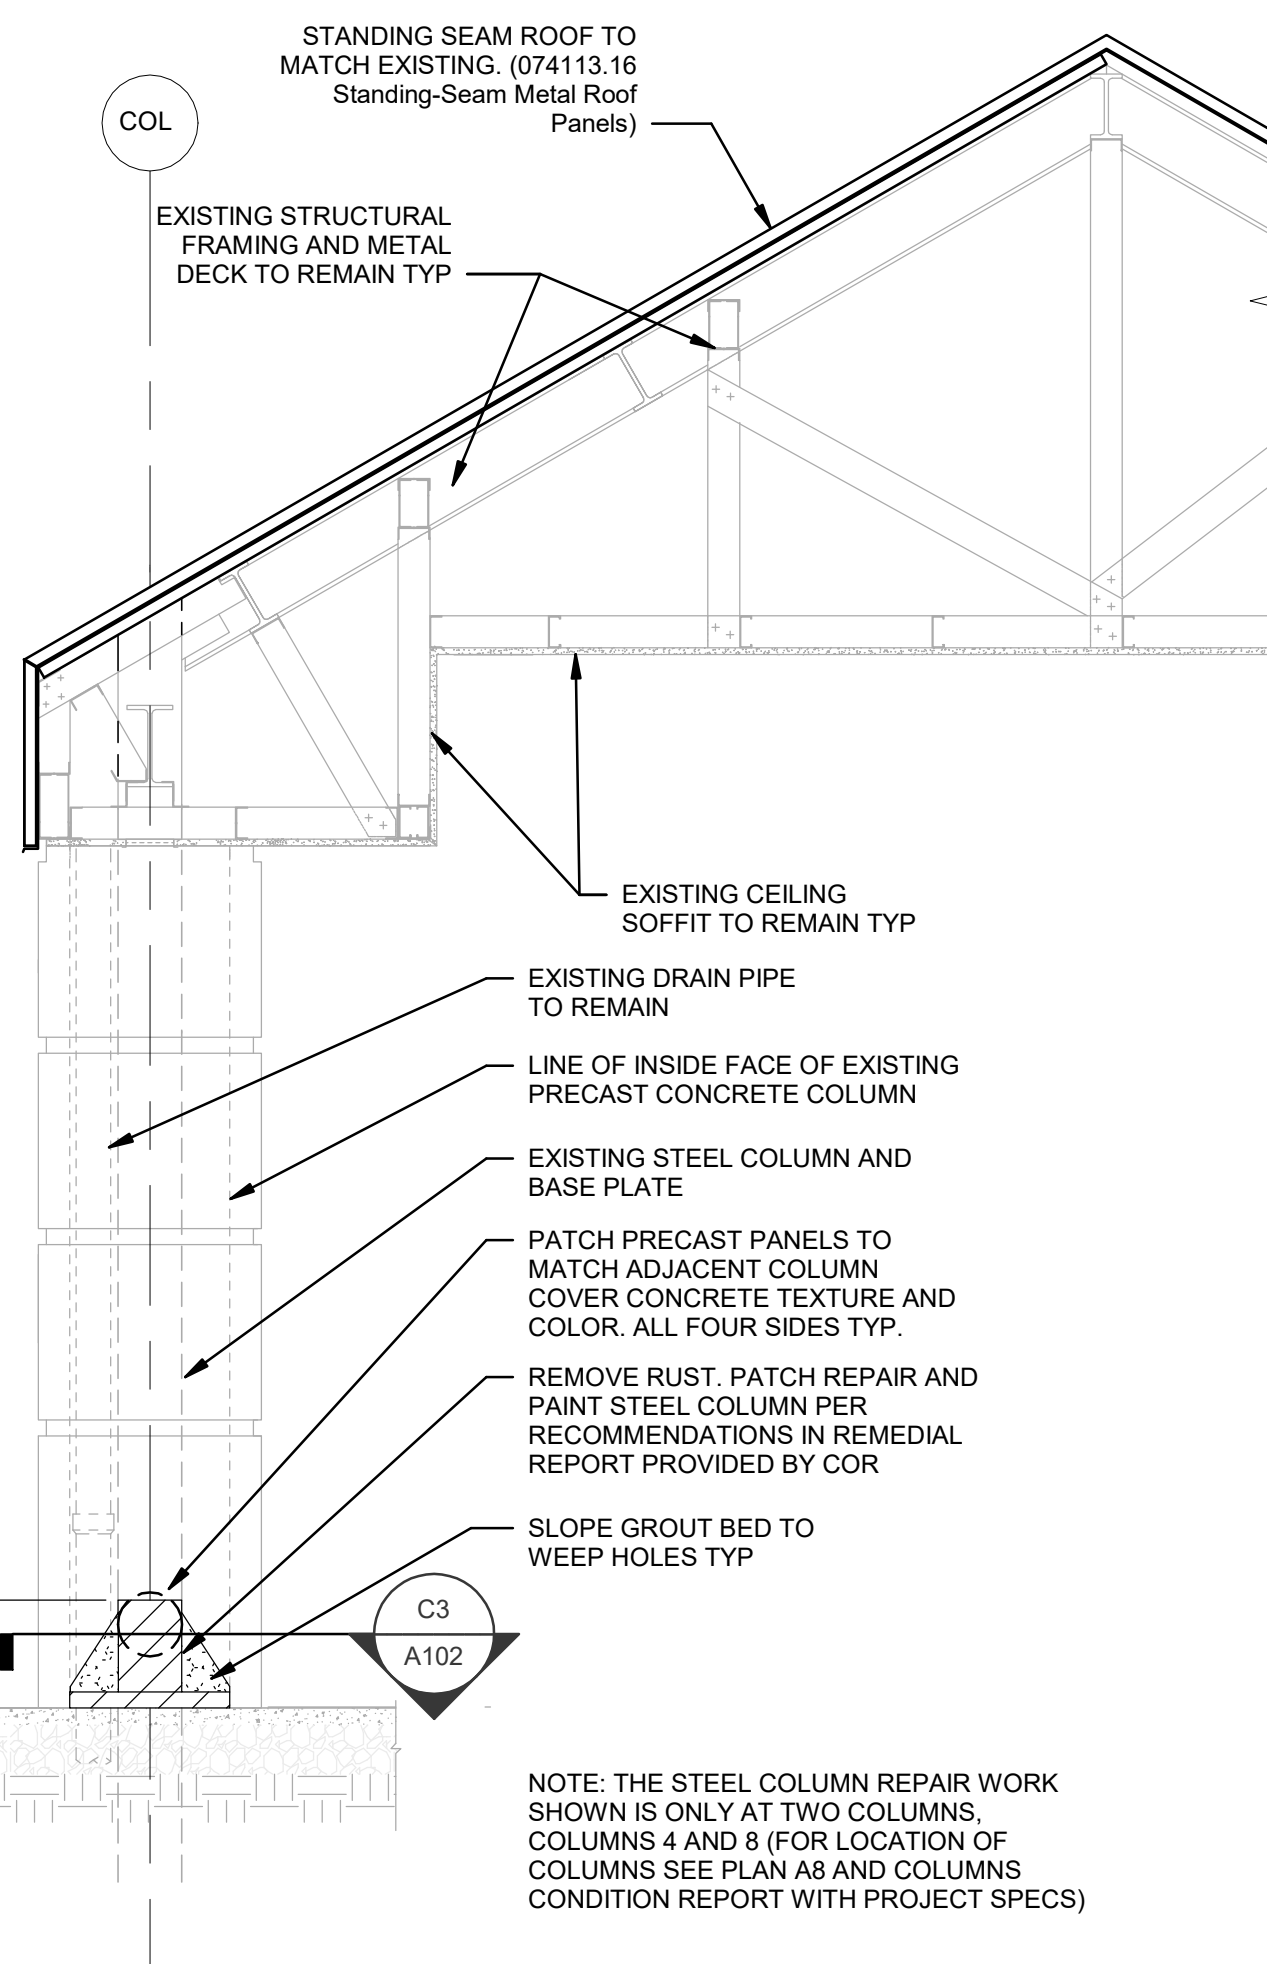 STANDING SEAM ROOF TO
MATCH EXISTING. (074113.16
Standing-Seam Metal Roof
Panels)
COL
EXISTING STRUCTURAL
FRAMING AND METAL
DECK TO REMAIN TYP
EXISTING CEILING
SOFFIT TO REMAIN TYP
EXISTING DRAIN PIPE
TO REMAIN
LINE OF INSIDE FACE OF EXISTING
PRECAST CONCRETE COLUMN
EXISTING STEEL COLUMN AND
BASE PLATE
PATCH PRECAST PANELS TO
MATCH ADJACENT COLUMN
COVER CONCRETE TEXTURE AND
COLOR. ALL FOUR SIDES TYP.
REMOVE RUST. PATCH REPAIR AND
PAINT STEEL COLUMN PER
RECOMMENDATIONS IN REMEDIAL
REPORT PROVIDED BY COR
SLOPE GROUT BED TO
WEEP HOLES TYP
C3
A102
NOTE: THE STEEL COLUMN REPAIR WORK
SHOWN IS ONLY AT TWO COLUMNS,
COLUMNS 4 AND 8 (FOR LOCATION OF
COLUMNS SEE PLAN A8 AND COLUMNS
CONDITION REPORT WITH PROJECT SPECS)